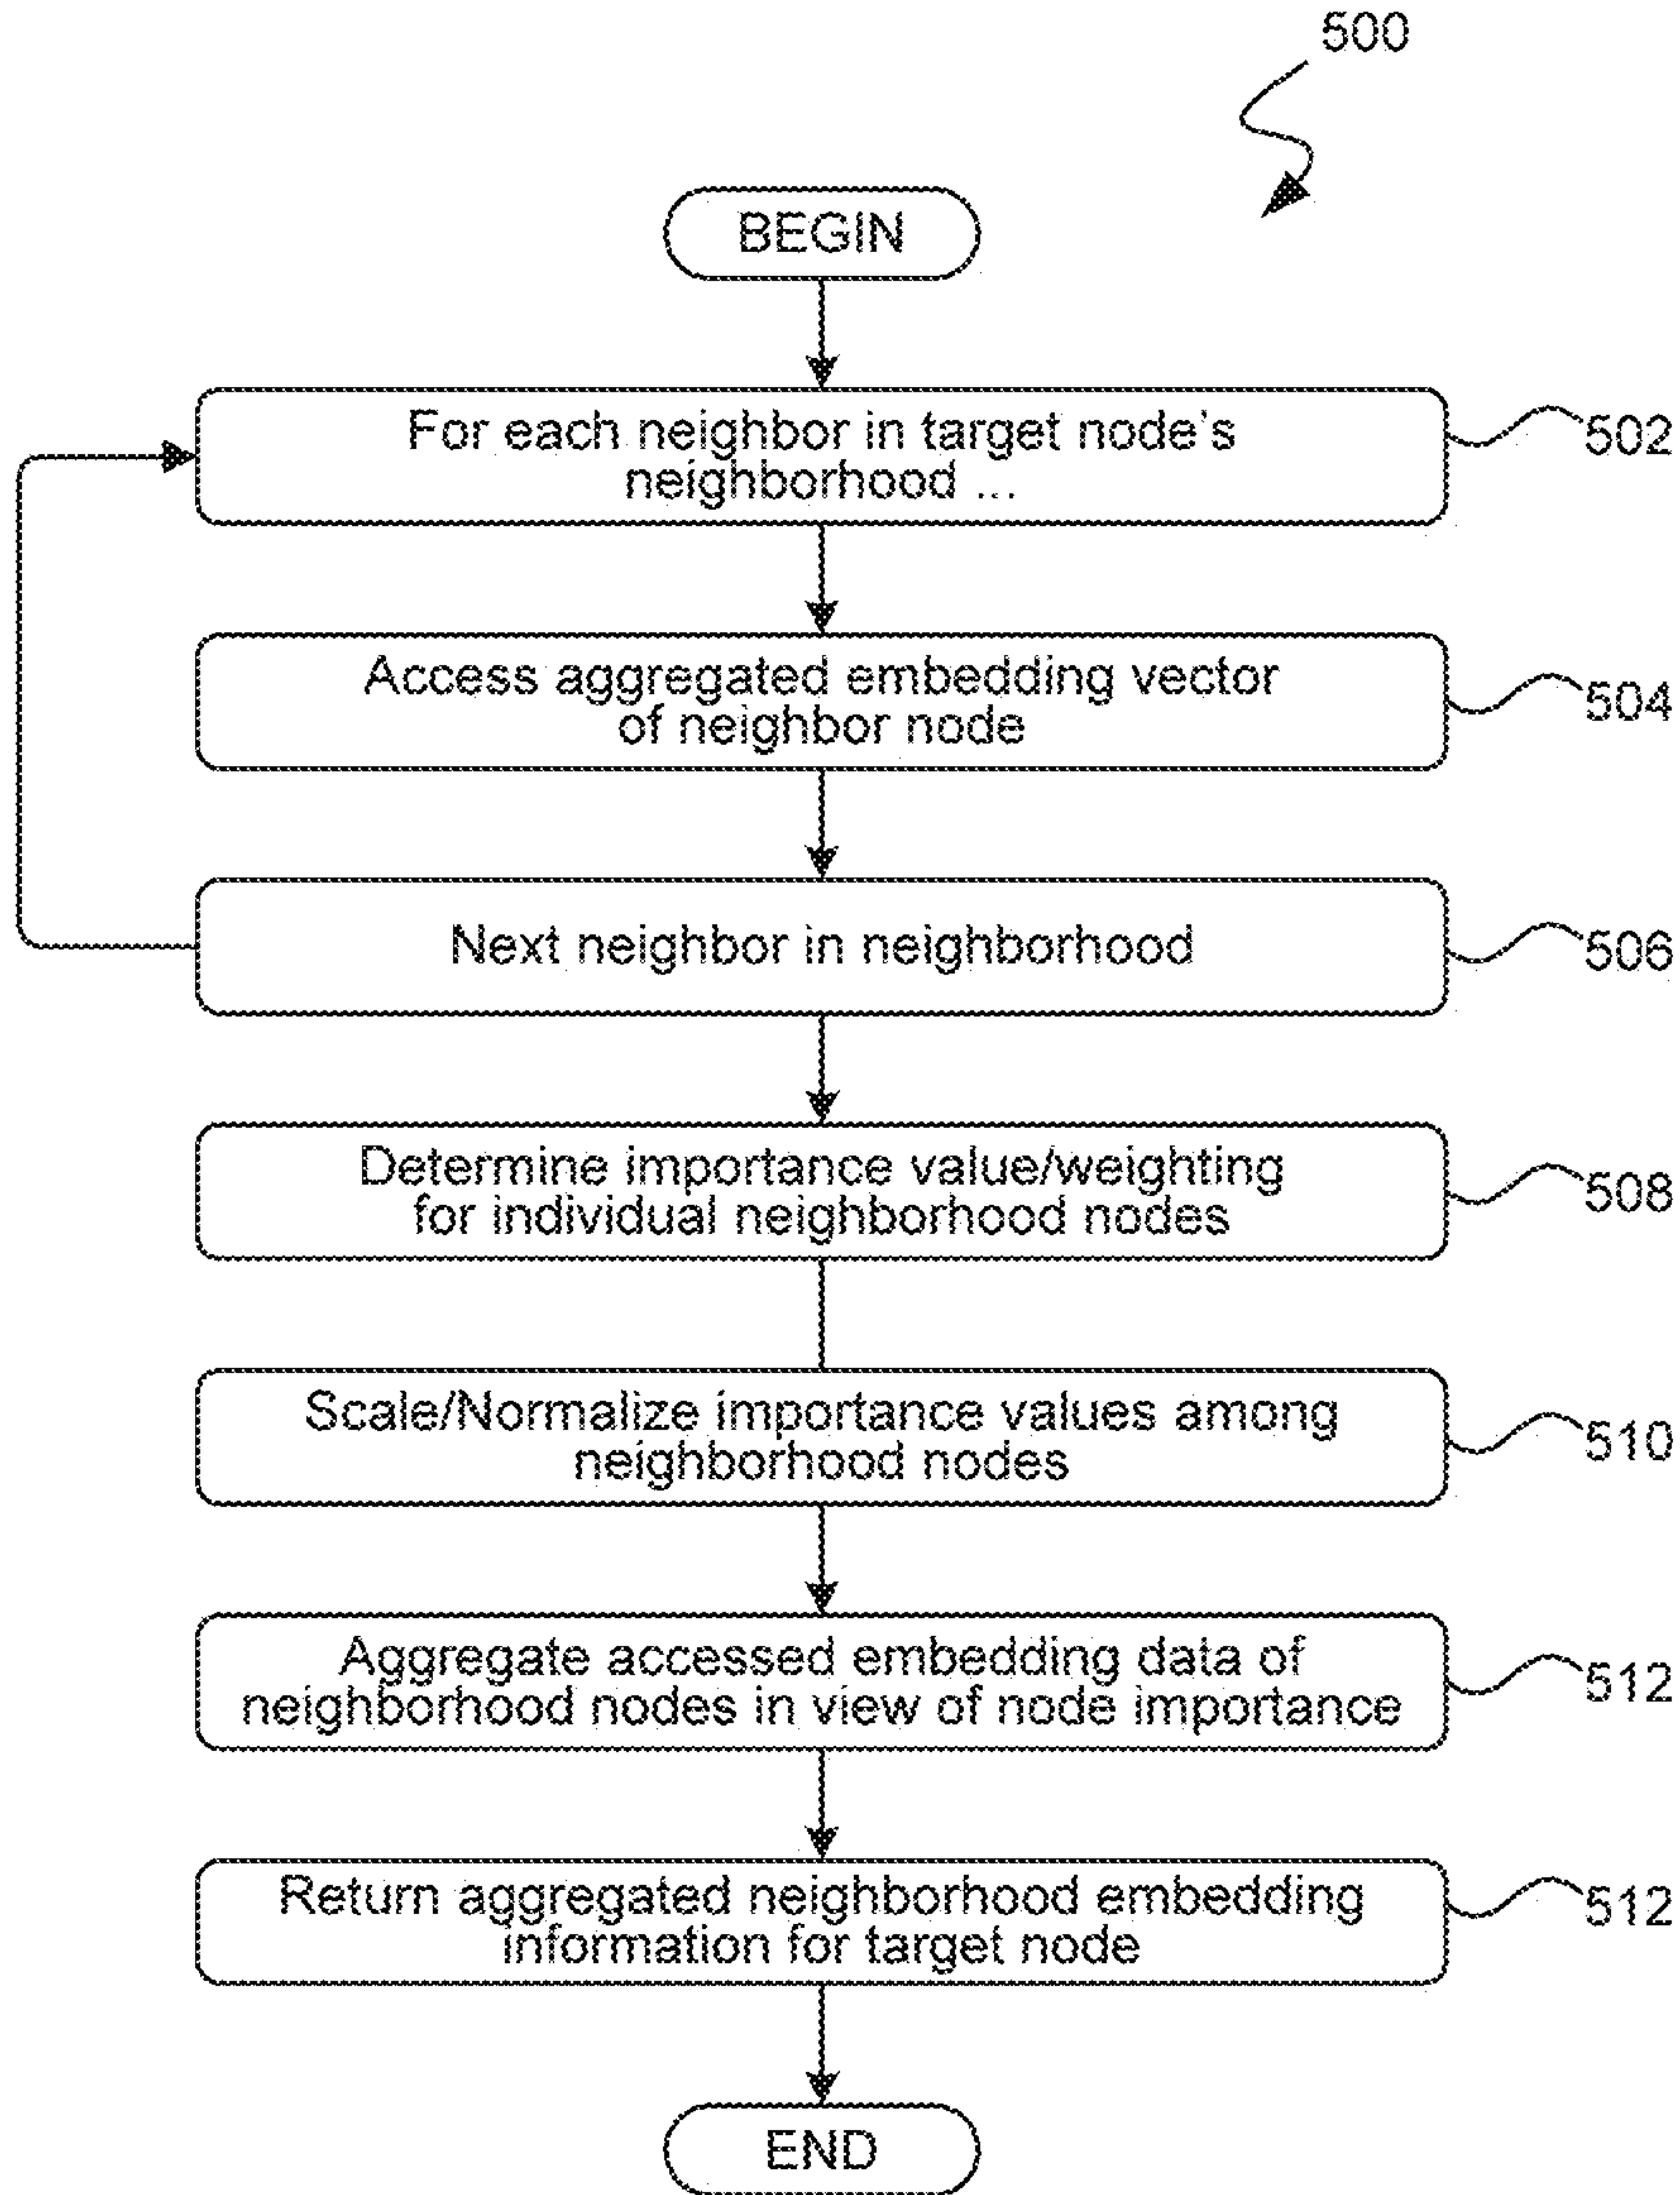 500
BEGIN
For each neighbor in target node's
neighborhood ...
502
Access aggregated embedding vector
of neighbor node
504
Next neighbor in neighborhood
506
Determine importance value/weighting
for individual neighborhood nodes
508
Scale/Normalize importance values among
neighborhood nodes
510
Aggregate accessed embedding data of
neighborhood nodes in view of node importance
512
Return aggregated neighborhood embedding
information for target node
512
END